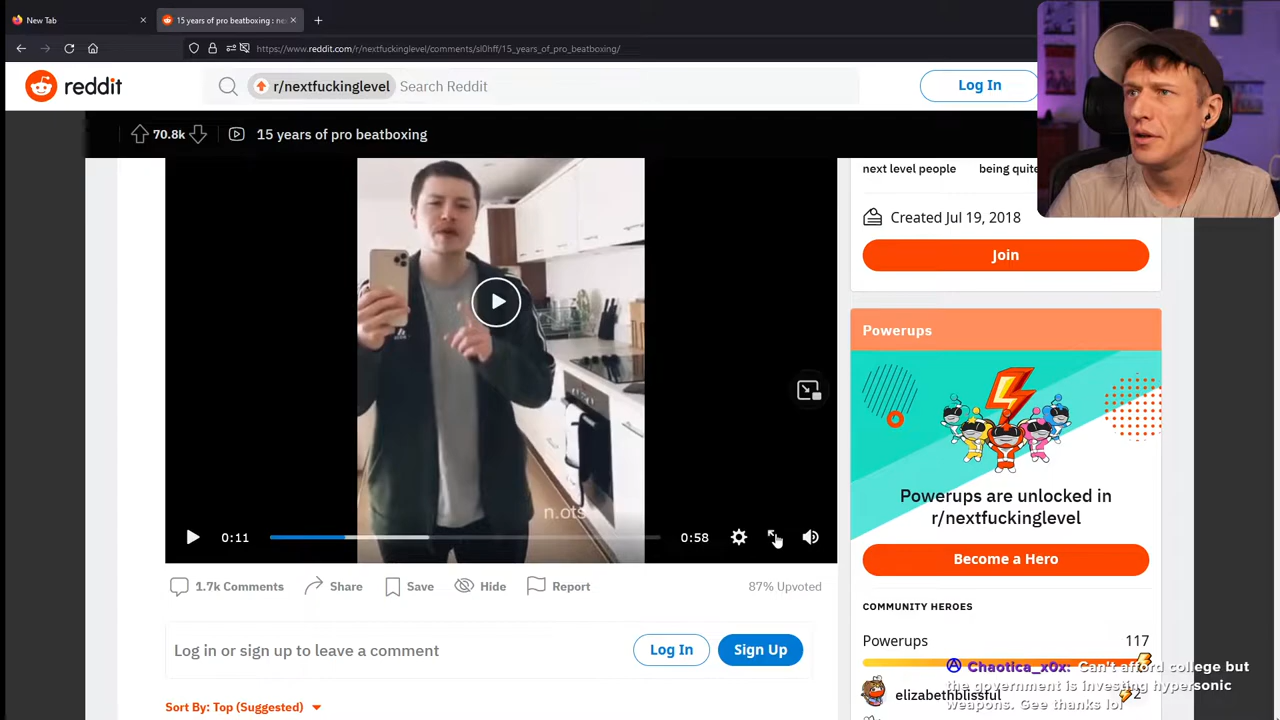 New Tab
15 years of pro beatboxing : ne
https://www.reddit.com/r/nextfuckinglevel/comments/sl0hff/15_years_of_pro_beatboxing/
reddit
r/nextfuckinglevel
Search Reddit
Log In
70.8k
15 years of pro beatboxing
next level people
being quite
Created Jul 19, 2018
Join
Powerups
n.ots
0:11
0:58
Powerups are unlocked in
r/nextfuckinglevel
Become a Hero
1.7k Comments
Share
Save
Hide
Report
87% Upvoted
COMMUNITY HEROES
Log in or sign up to leave a comment
Log In
Sign Up
Powerups
117
Chaotica_x0x: Can't afford college but
the government is investing hypersonic
weapons. Gee thanks lol
elizabethblissful
2
Sort By: Top (Suggested)